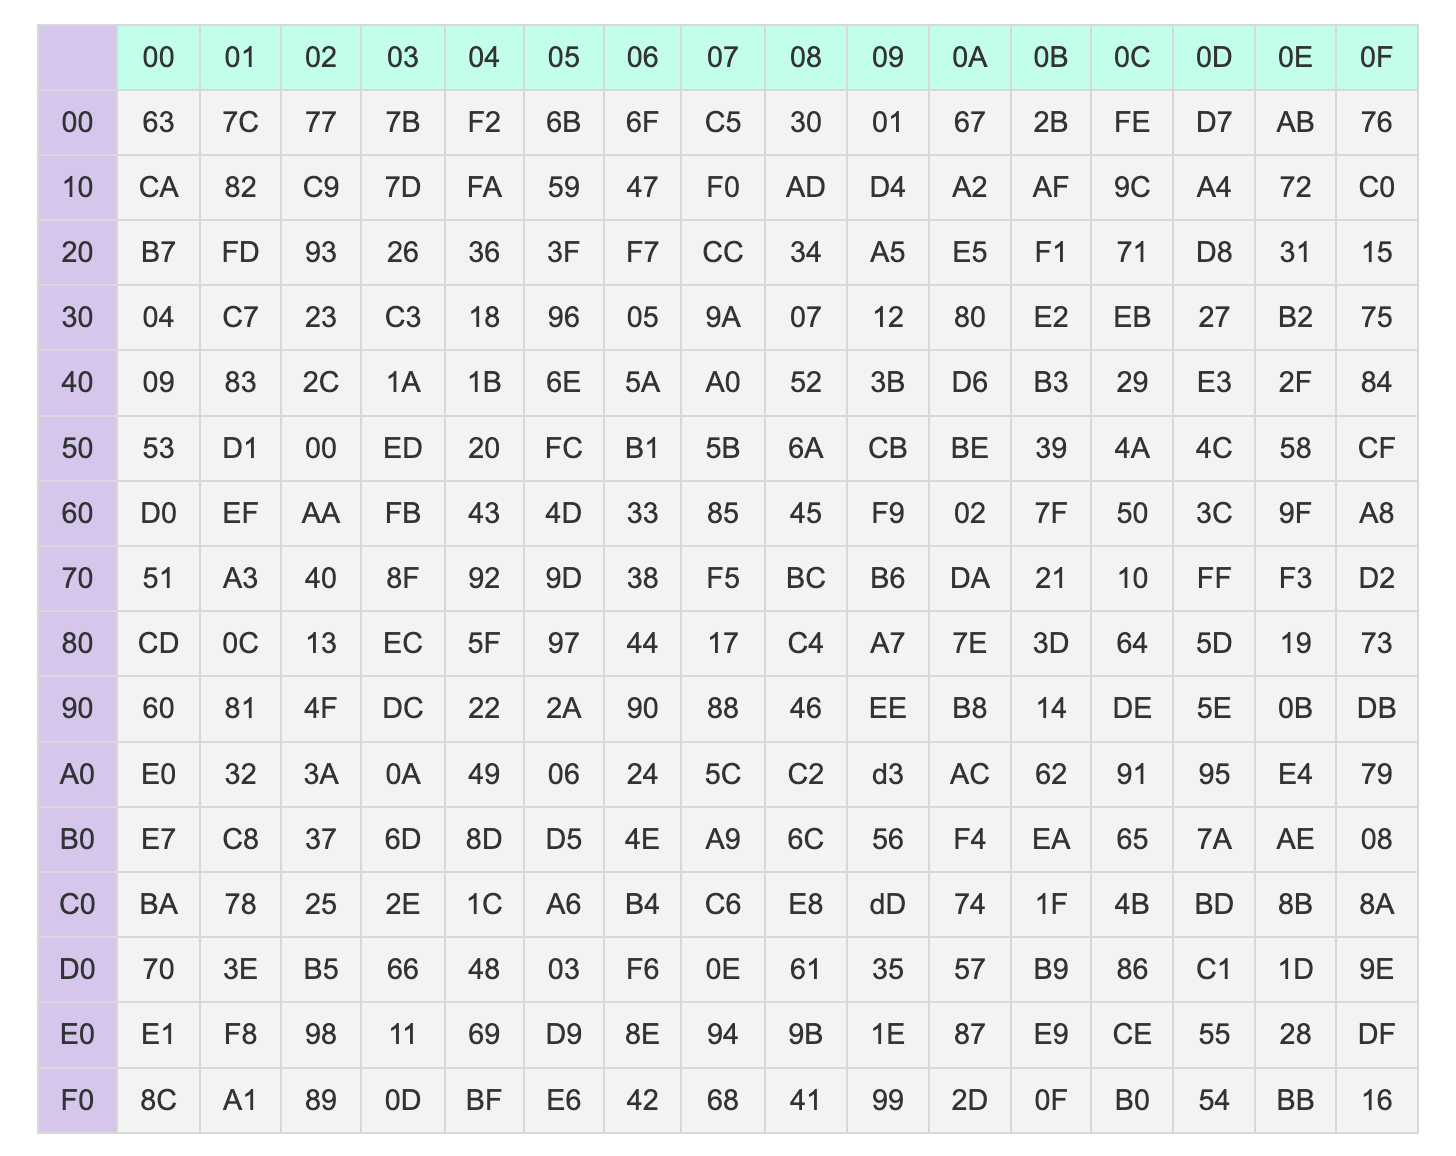 00 01 02 03 04 05 06 07 08 09 0A 0B 0C 0D 0E 0F
00 63 7C 77 7B F2 6B 6F C5 30 01 67 2B FE D7 AB 76
10 CA 82 C9 7D FA 59 47 F0 AD D4 A2 AF 9C A4 72 C0
20 B7 FD 93 26 36 3F F7 CC 34 A5 E5 F1 71 D8 31 15
30 04 C7 23 C3 18 96 05 9A 07 12 80 E2 EB 27 B2 75
40 09 83 2C 1A 1B 6E 5A A0 52 3B D6 B3 29 E3 2F 84
50 53 D1 00 ED 20 FC B1 5B 6A CB BE 39 4A 4C 58 CF
60 D0 EF AA FB 43 4D 33 85 45 F9 02 7F 50 3C 9F A8
70 51 A3 40 8F 92 9D 38 F5 BC B6 DA 21 10 FF F3 D2
80 CD 0C 13 EC 5F 97 44 17 C4 A7 7E 3D 64 5D 19 73
90 60 81 4F DC 22 2A 90 88 46 EE B8 14 DE 5E 0B DB
A0 E0 32 3A 0A 49 06 24 5C C2 d3 AC 62 91 95 E4 79
B0 E7 C8 37 6D 8D D5 4E A9 6C 56 F4 EA 65 7A AE 08
C0 BA 78 25 2E 1C A6 B4 C6 E8 dD 74 1F 4B BD 8B 8A
D0 70 3E B5 66 48 03 F6 0E 61 35 57 B9 86 C1 1D 9E
E0 E1 F8 98 11 69 D9 8E 94 9B 1E 87 E9 CE 55 28 DF
F0 8C A1 89 0D BF E6 42 68 41 99 2D 0F B0 54 BB 16